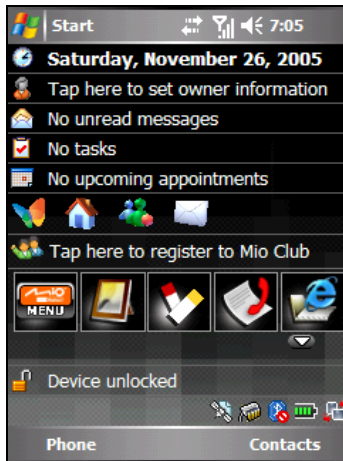 Start 7:05
Saturday, November 26, 2005
Tap here to set owner information
No unread messages
No tasks
No upcoming appointments
Tap here to register to Mio Club
mio
MENU
Device unlocked
Phone Contacts